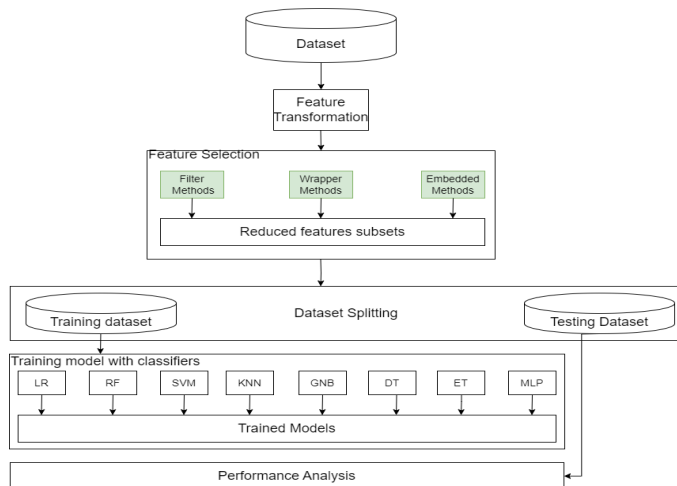 Dataset
Feature
Transformation
Feature Selection
Filter
Methods
Wrapper
Methods
Embedded
Methods
Reduced features subsets
Dataset Splitting
Training dataset
Testing Dataset
Training model with classifiers
LR
RF
SVM
KNN
GNB
DT
ET
MLP
Trained Models
Performance Analysis